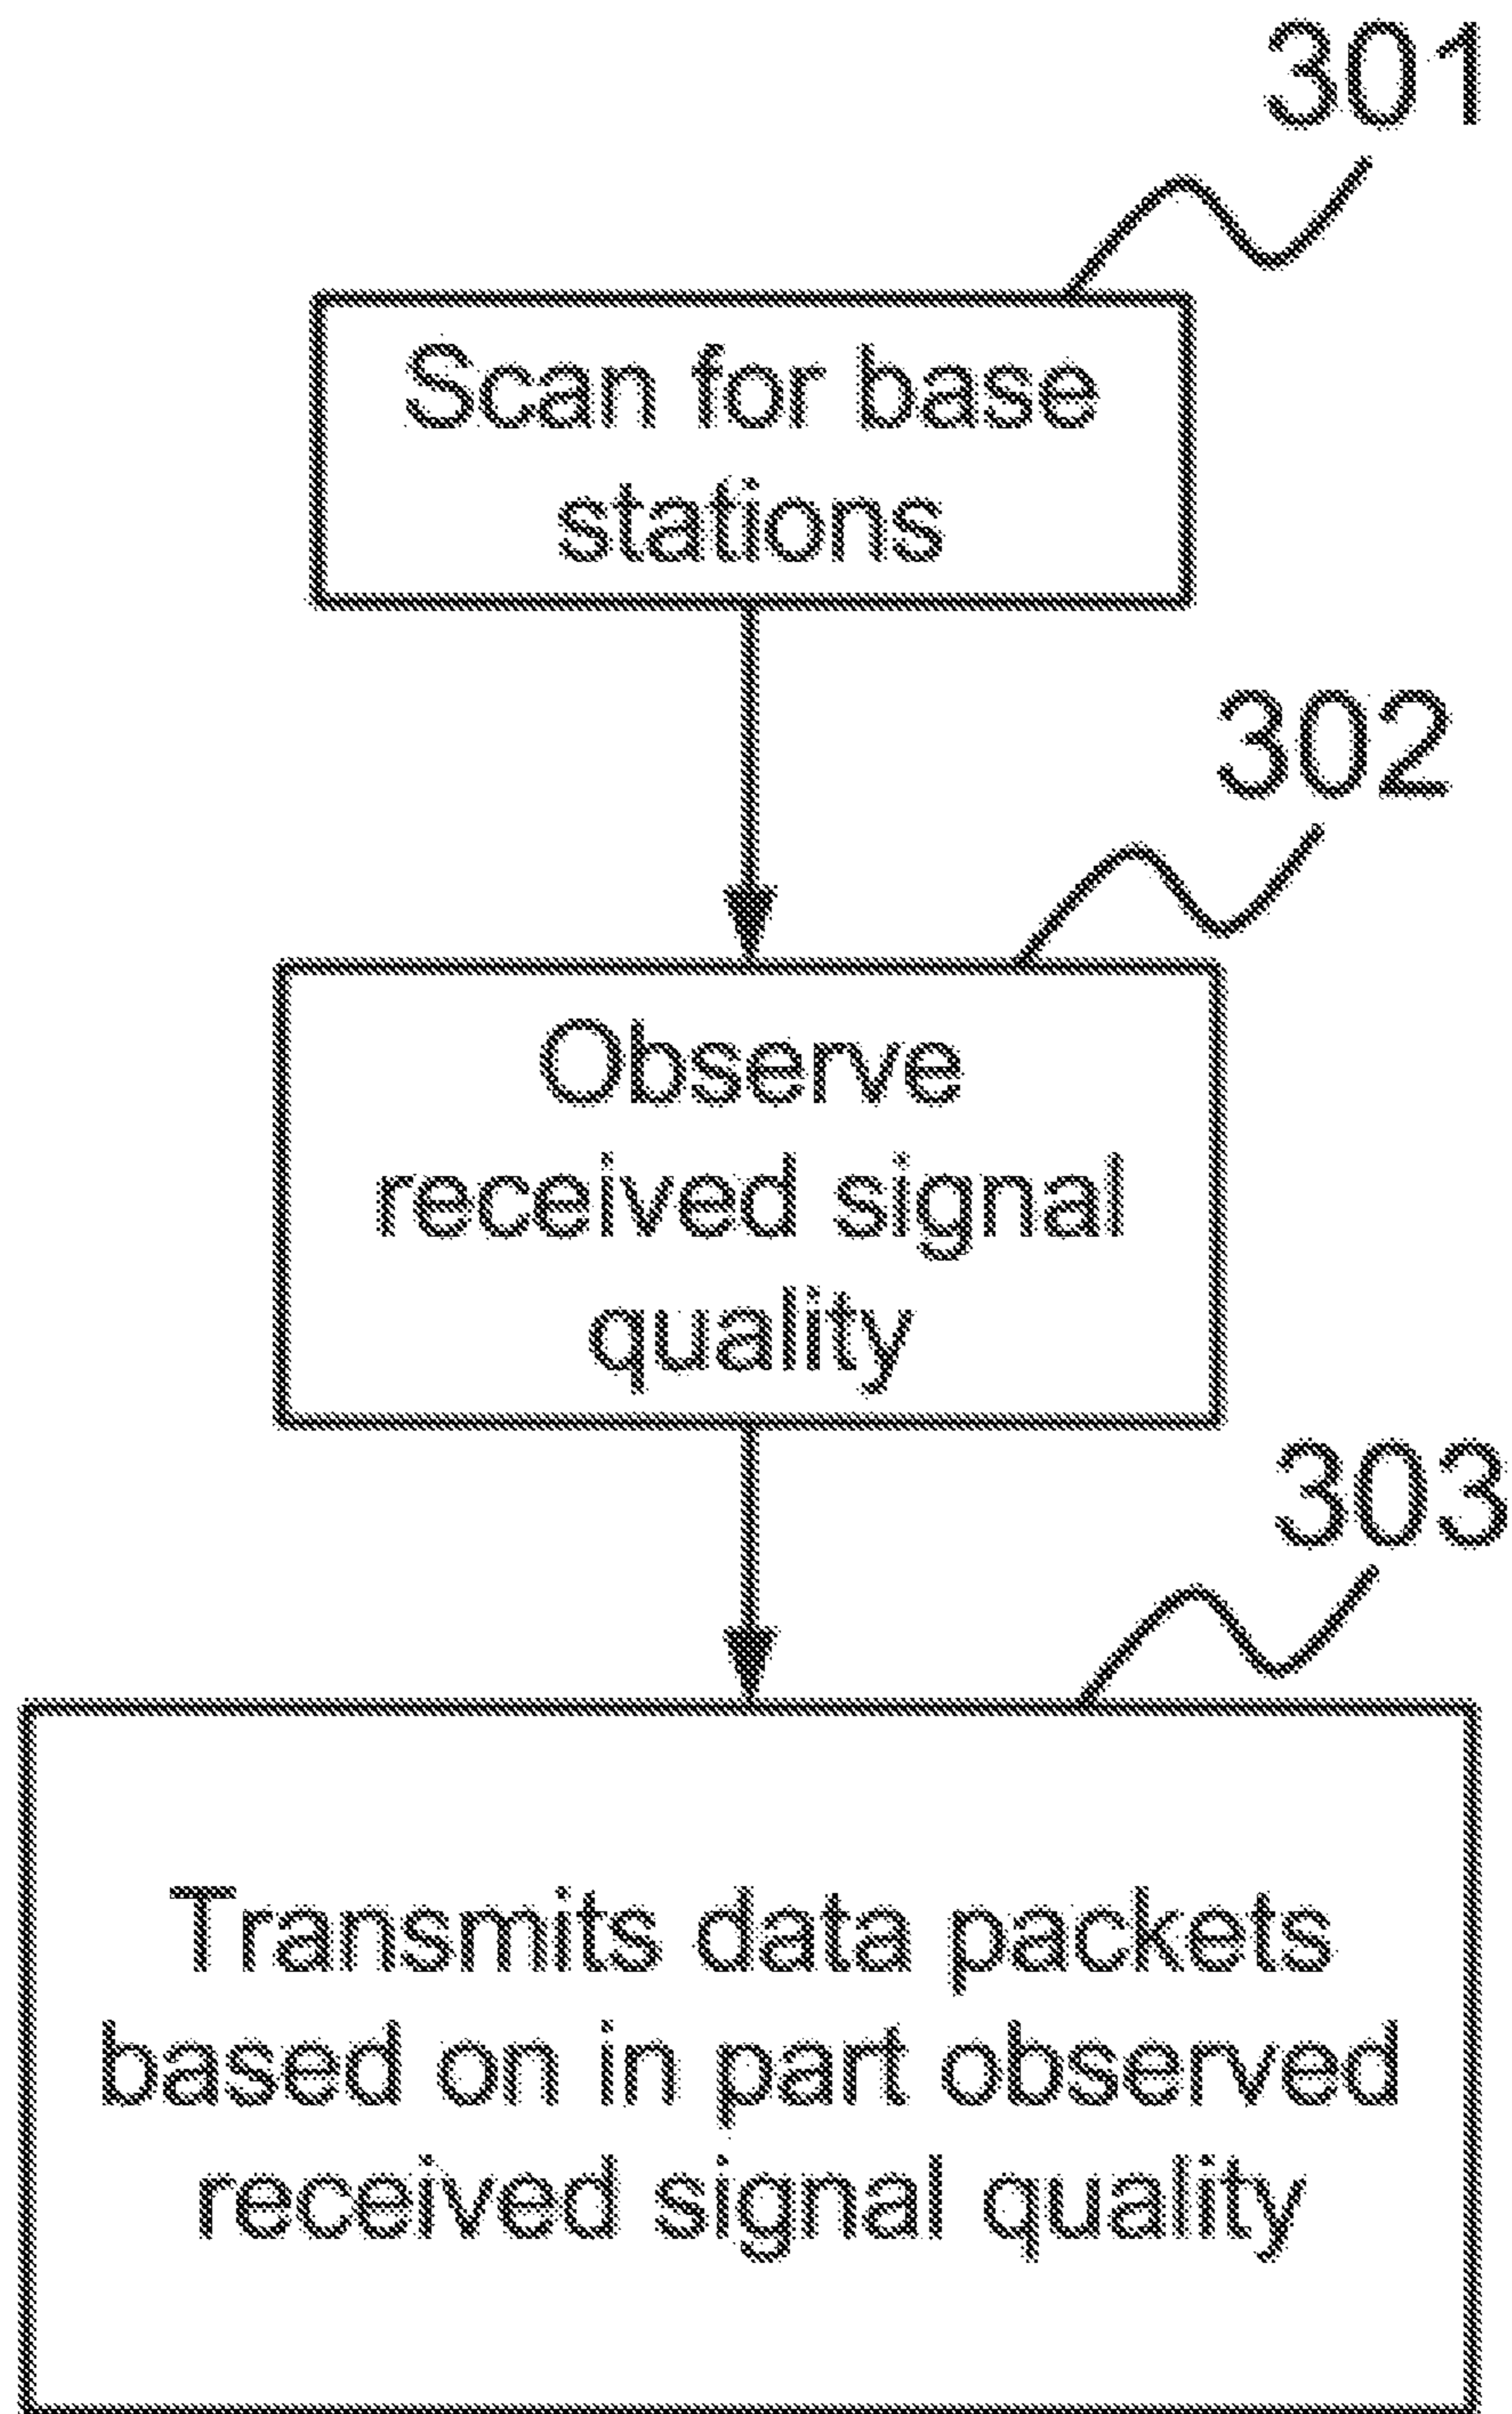 301
Scan for base
stations
302
Observe
received signal
quality
303
Transmits data packets
based on in part observed
received signal quality